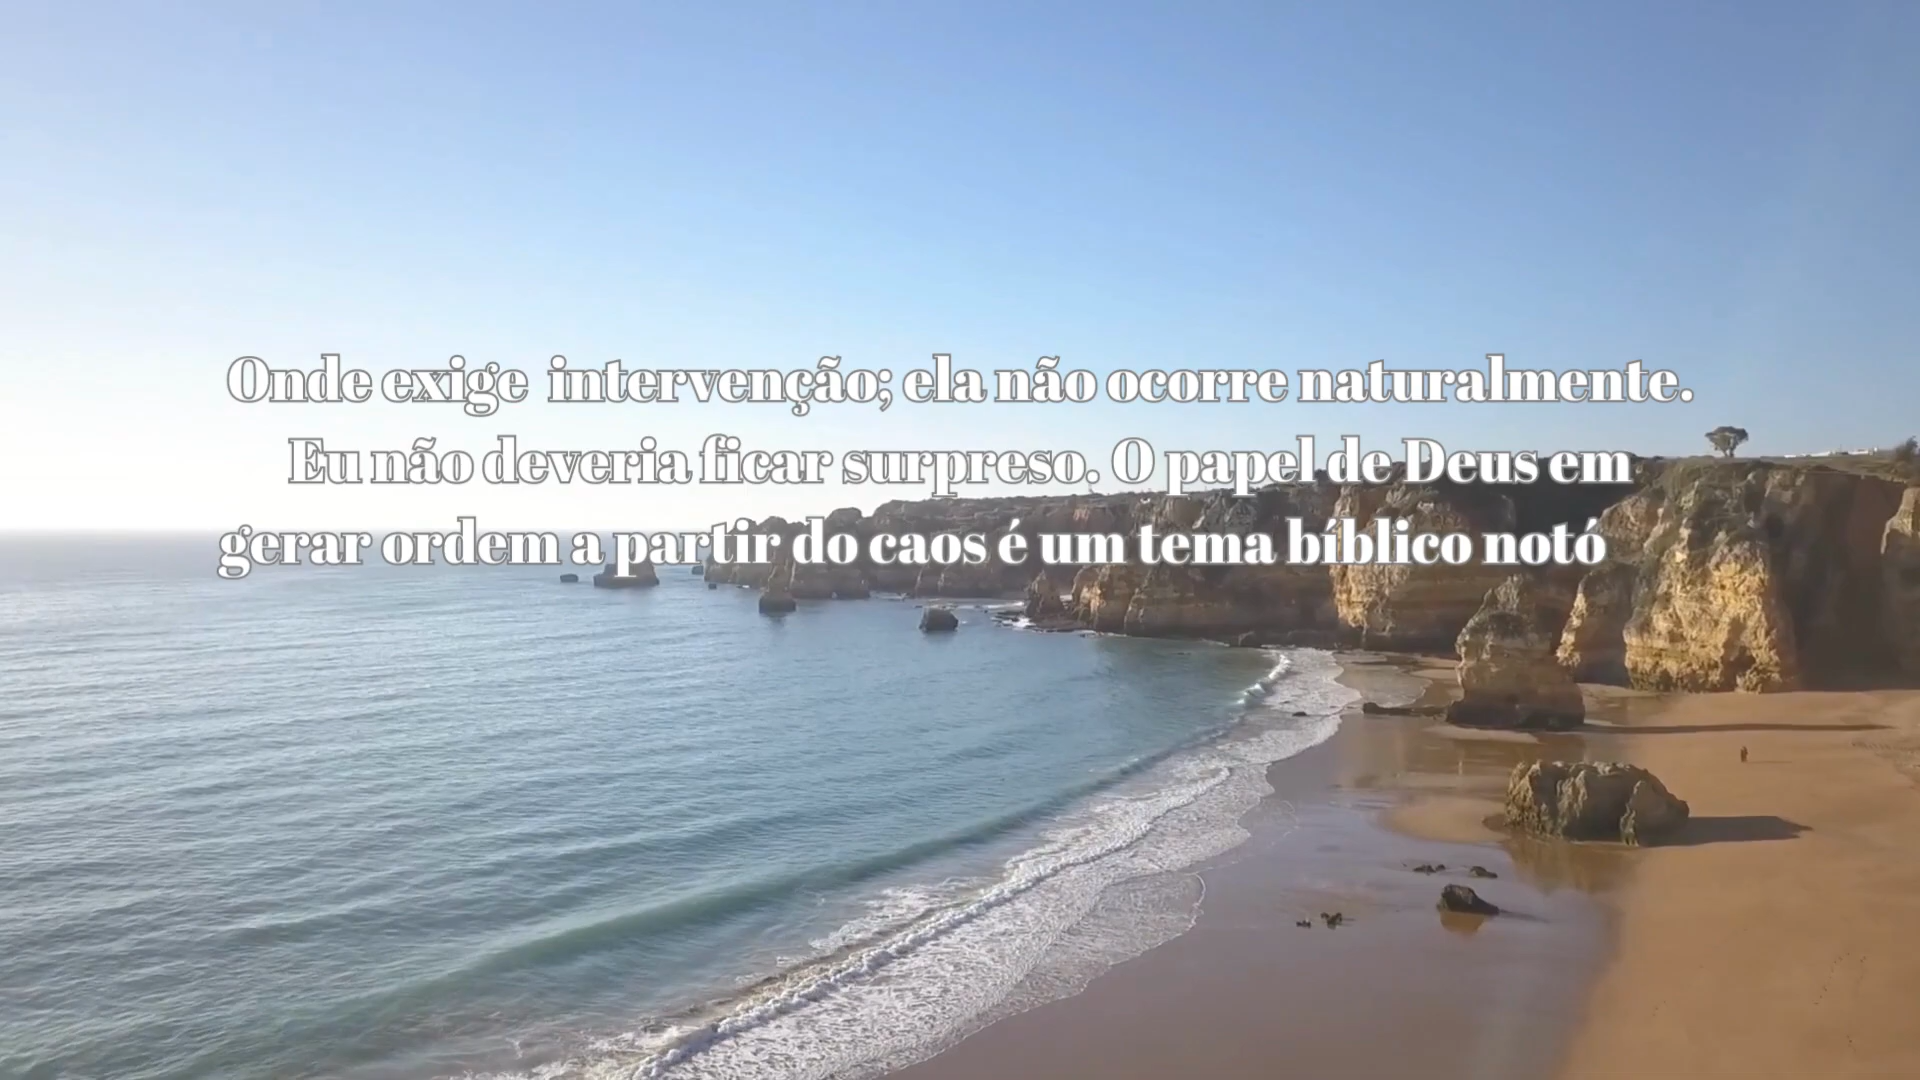 Onde exige intervenção; ela não ocorre naturalmente.
Eu não deveria ficar surpreso. O papel de Deus em
gerar ordem a partir do caos é um tema bíblico notó